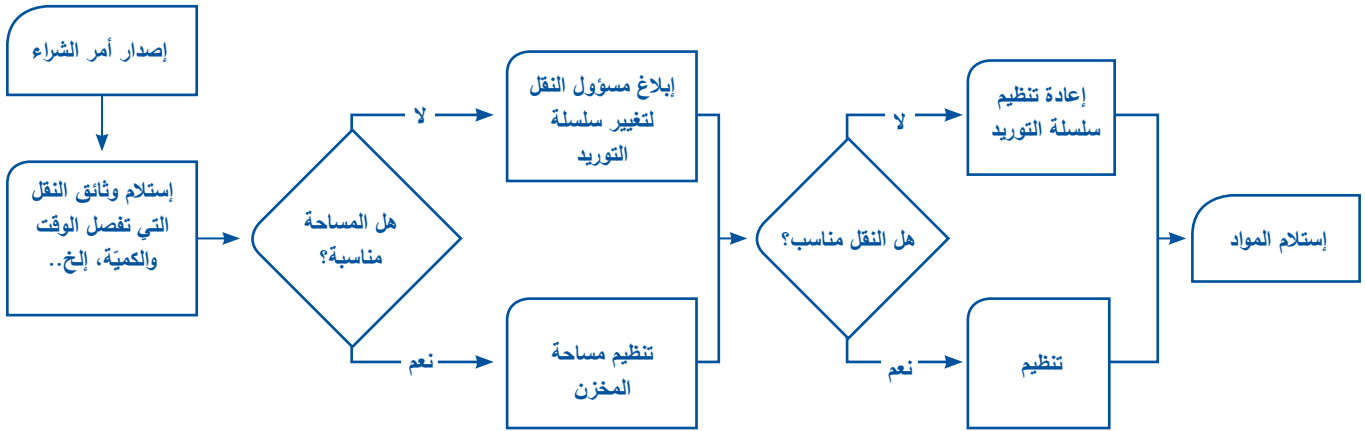 إصدار أمر الشراء
إستلام وثائق النقل
التي تفصل الوقت
والكميّة، إلخ..
هل المساحة
مناسبة؟
لا
إبلاغ مسؤول النقل
لتغيير سلسلة
التوريد
نعم
تنظيم مساحة
المخزن
هل النقل مناسب؟
لا
إعادة تنظيم
سلسلة التوريد
نعم
تنظيم
إستلام المواد